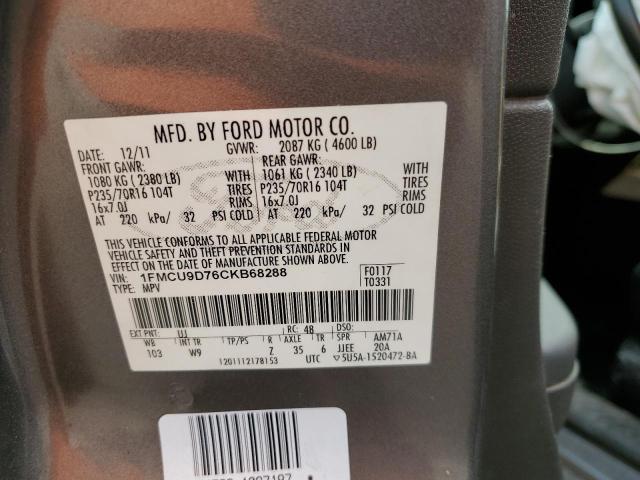 MFD. BY FORD MOTOR CO.
DATE: 12/11 GVWR: 2087 KG ( 4600 LB)
FRONT GAWR: REAR GAWR:
1080 KG ( 2380 LB) WITH 1061 KG ( 2340 LB) WITH
P235/70R16 104T TIRES P235/70R16 104T TIRES
16x7.0J RIMS 16x7.0J RIMS
AT 220 kPa/ 32 PSI COLD AT 220 kPa/ 32 PSI COLD
THIS VEHICLE CONFORMS TO ALL APPLICABLE FEDERAL MOTOR
VEHICLE SAFETY AND THEFT PREVENTION STANDARDS IN
EFFECT ON THE DATE OF MANUFACTURE SHOWN ABOVE.
VIN: 1FMCU9D76CKB68288 F0117
TYPE: MPV T0331
EXT PNT: UJ RC: 48 DSO:
WB INT TR TP/PS R AXLE TR SPR AM71A
103 W9 Z 35 6 JJEE 20A
1201112178153 UTC 5U5A-1520472-BA
Ford